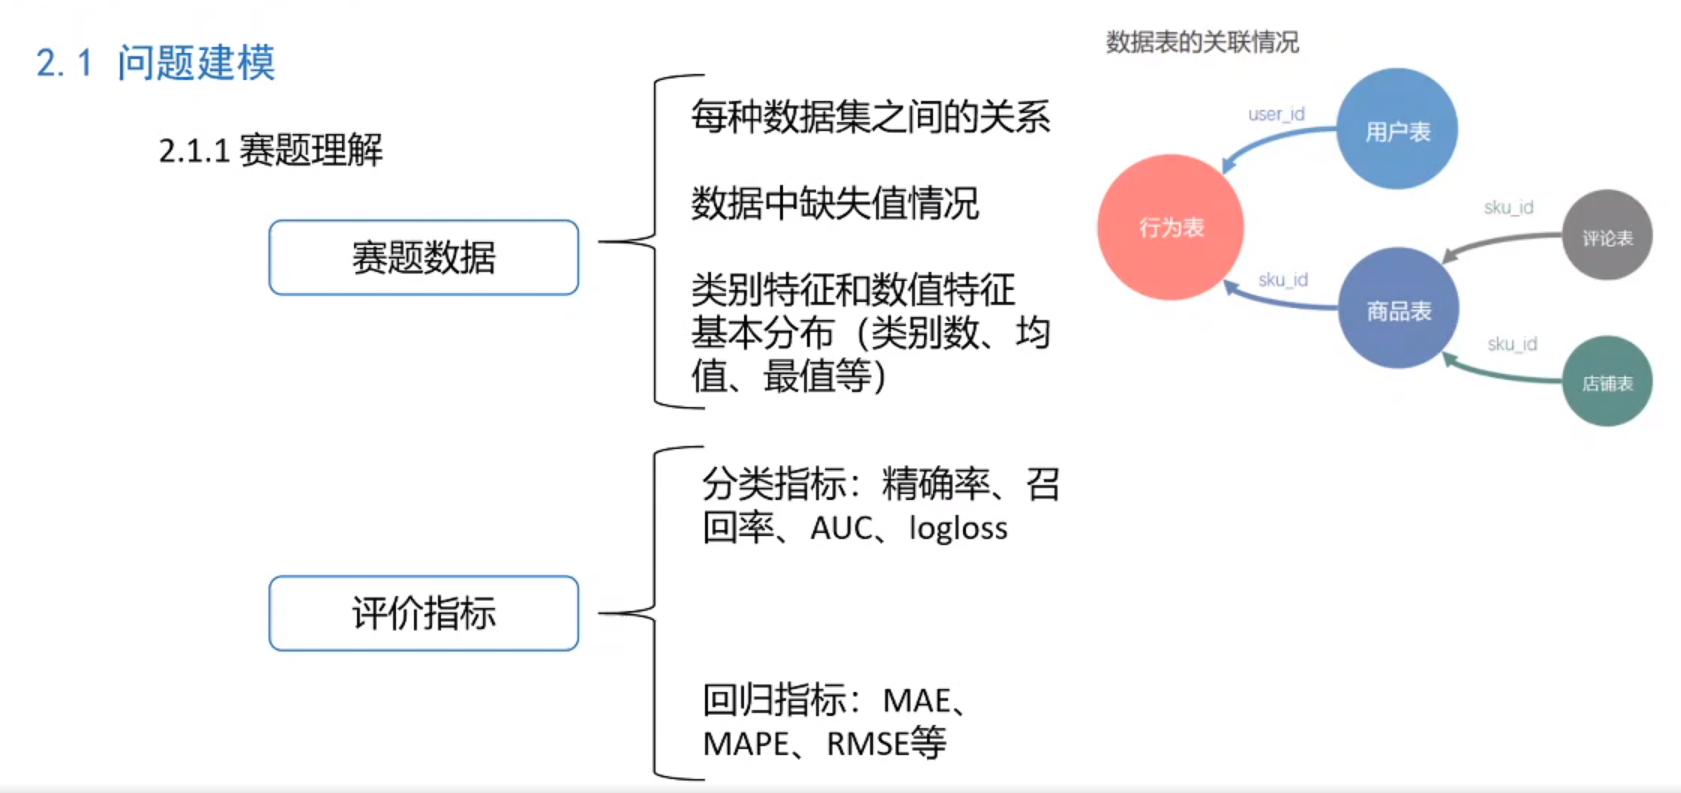 2.1 问题建模
2.1.1 赛题理解
赛题数据
每种数据集之间的关系
数据中缺失值情况
类别特征和数值特征
基本分布（类别数、均
值、最值等）
评价指标
分类指标：精确率、召
回率、AUC、logloss
回归指标：MAE、
MAPE、RMSE等
数据表的关联情况
user_id
用户表
行为表
sku_id
评论表
sku_id
商品表
sku_id
店铺表